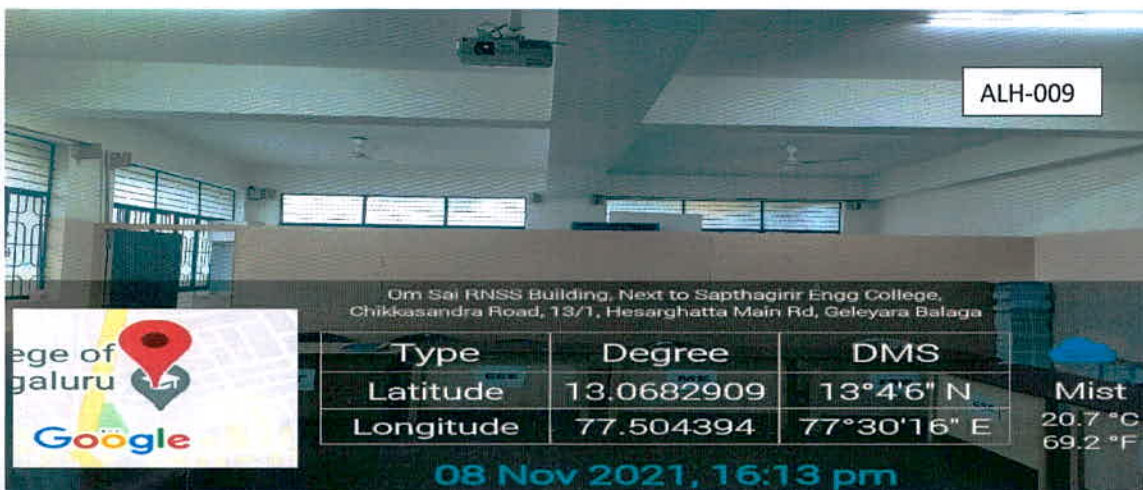 ALH-009
Om Sai RNSS Building, Next to Sapthagirir Engg College,
Chikkasandra Road, 13/1, Hesarghatta Main Rd, Geleyara Balaga
ege of
galuru
Google
Type Degree DMS
Latitude 13.0682909 13°4'6" N
Longitude 77.504394 77°30'16" E
Mist
20.7 °C
69.2 °F
08 Nov 2021, 16:13 pm